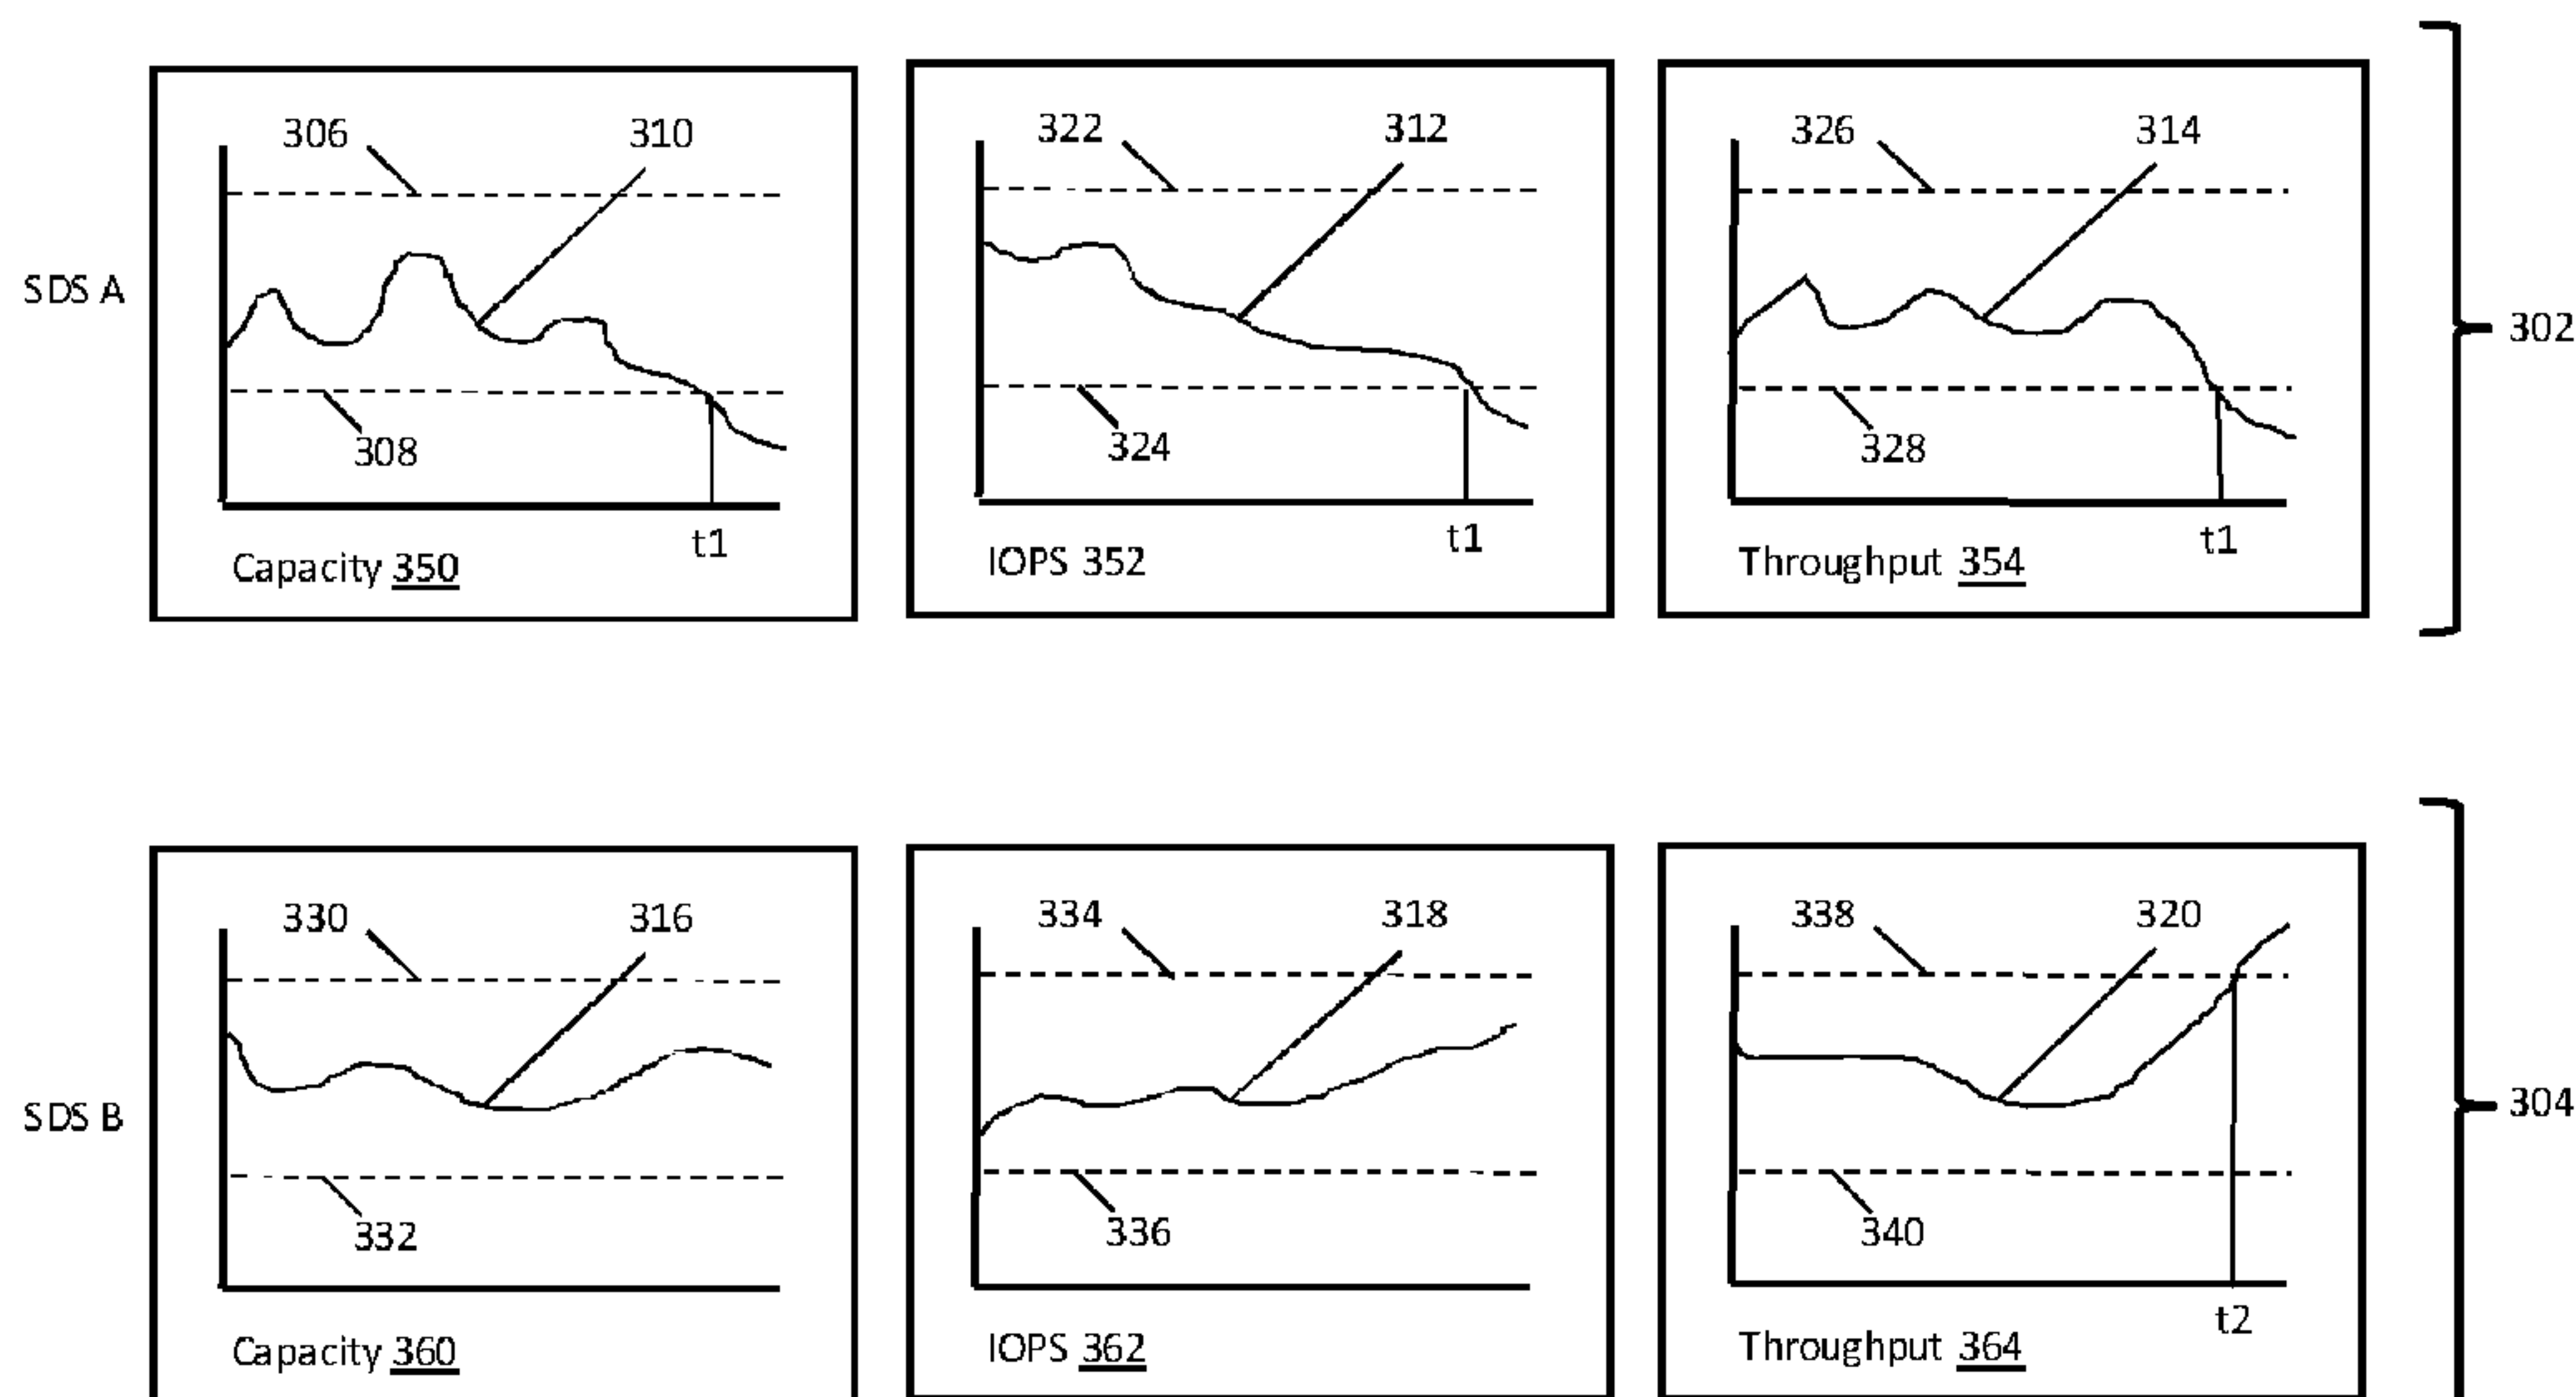 306 310
322 312
326 314
SDS A
302
308
324
328
t1
t1
t1
Capacity 350
IOPS 352
Throughput 354
330 316
334 318
338 320
SDS B
304
332
336
340
t2
Capacity 360
IOPS 362
Throughput 364